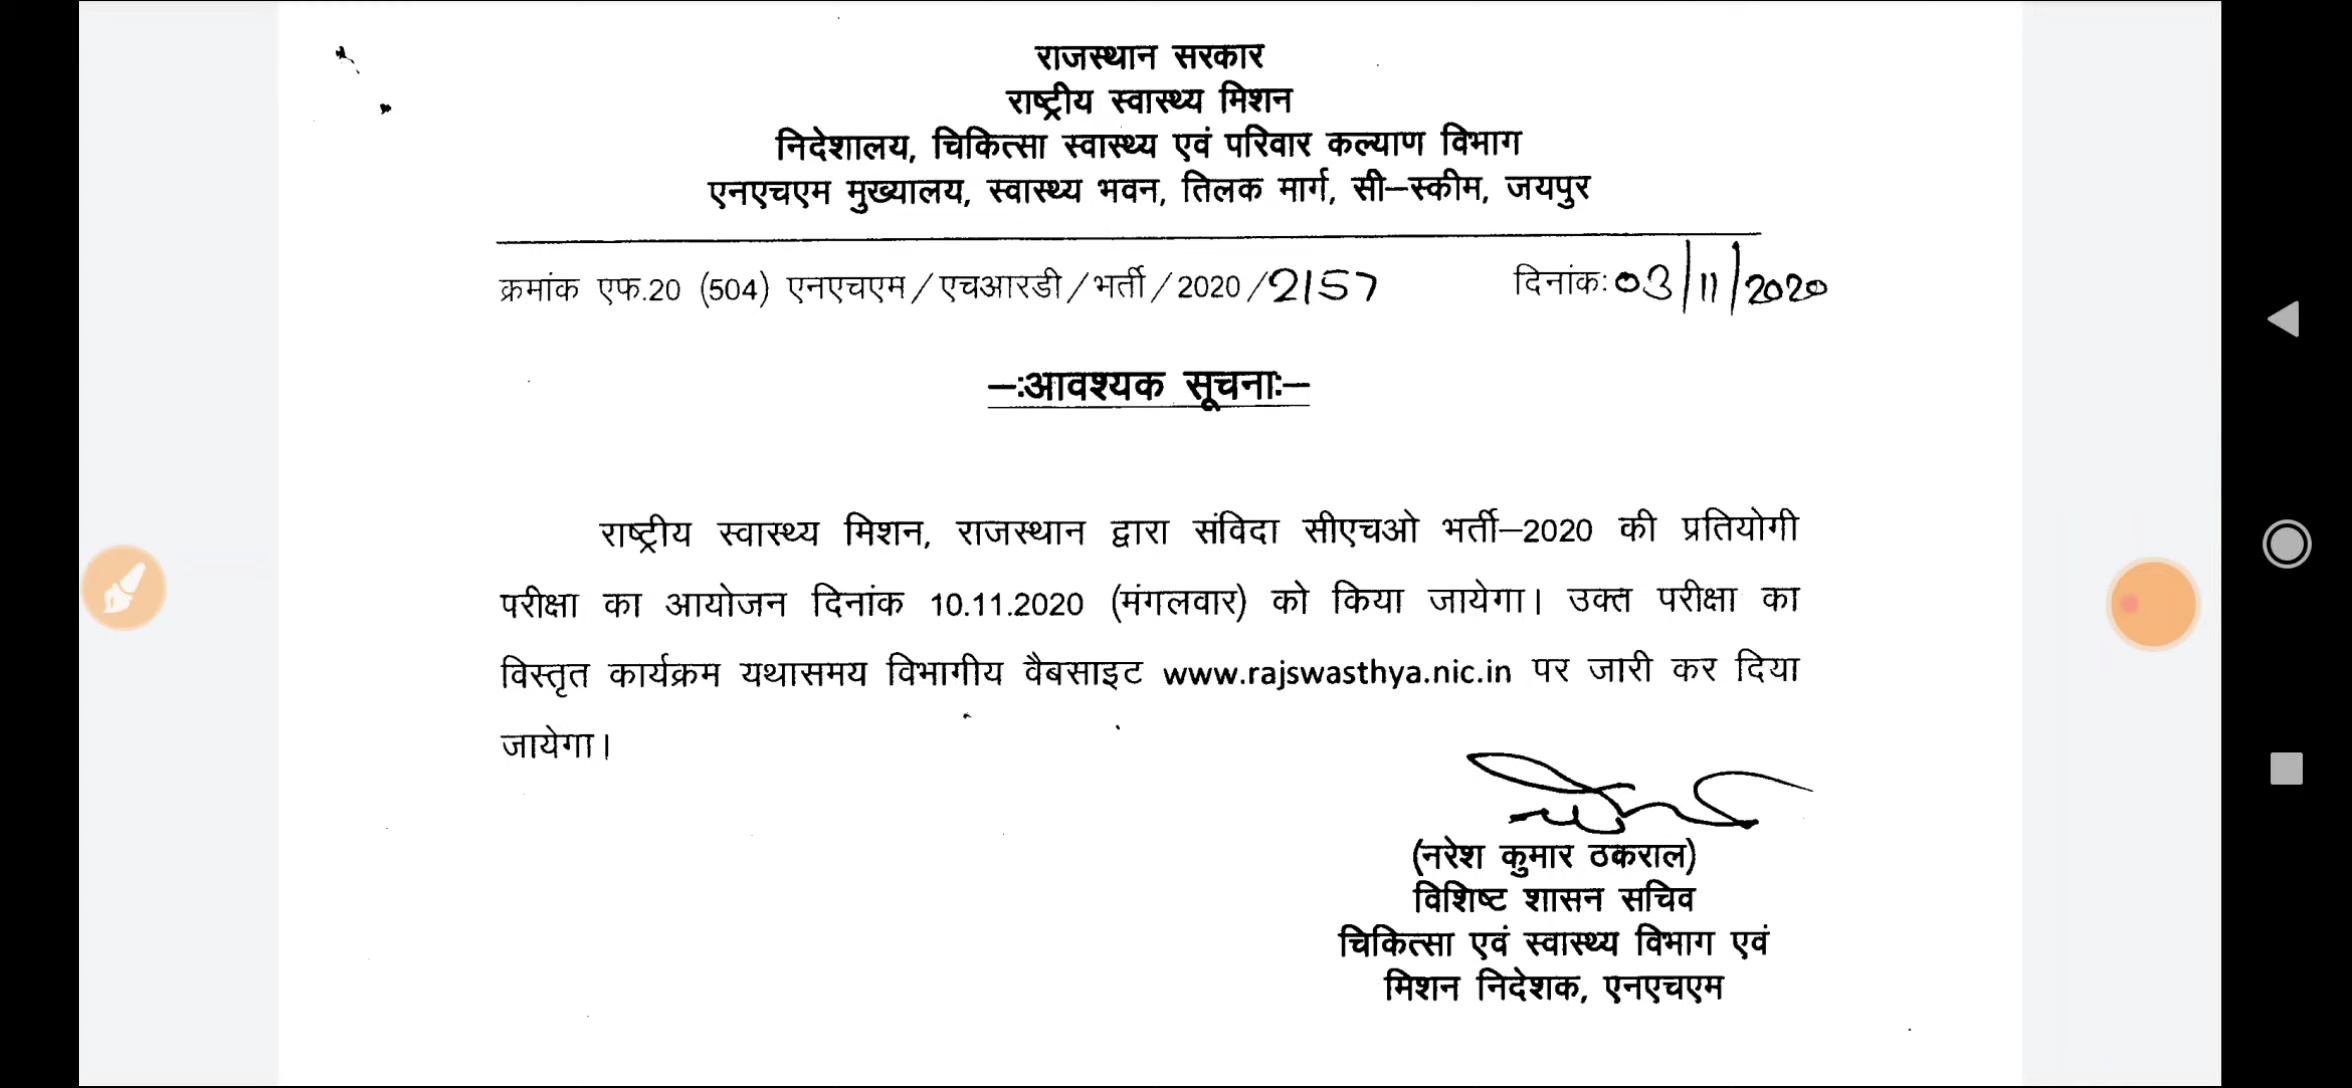 राजस्थान सरकार
राष्ट्रीय स्वास्थ्य मिशन
निदेशालय, चिकित्सा स्वास्थ्य एवं परिवार कल्याण विभाग
एनएचएम मुख्यालय, स्वास्थ्य भवन, तिलक मार्ग, सी–स्कीम, जयपुर
क्रमांक एफ.20 (504) एनएचएम/एचआरडी/भर्ती/2020/2157 दिनांक: 03/11/2020
–:आवश्यक सूचना:–
राष्ट्रीय स्वास्थ्य मिशन, राजस्थान द्वारा संविदा सीएचओ भर्ती–2020 की प्रतियोगी
परीक्षा का आयोजन दिनांक 10.11.2020 (मंगलवार) को किया जायेगा। उक्त परीक्षा का
विस्तृत कार्यक्रम यथासमय विभागीय वैबसाइट www.rajswasthya.nic.in पर जारी कर दिया
जायेगा।
(नरेश कुमार ठकराल)
विशिष्ट शासन सचिव
चिकित्सा एवं स्वास्थ्य विभाग एवं
मिशन निदेशक, एनएचएम